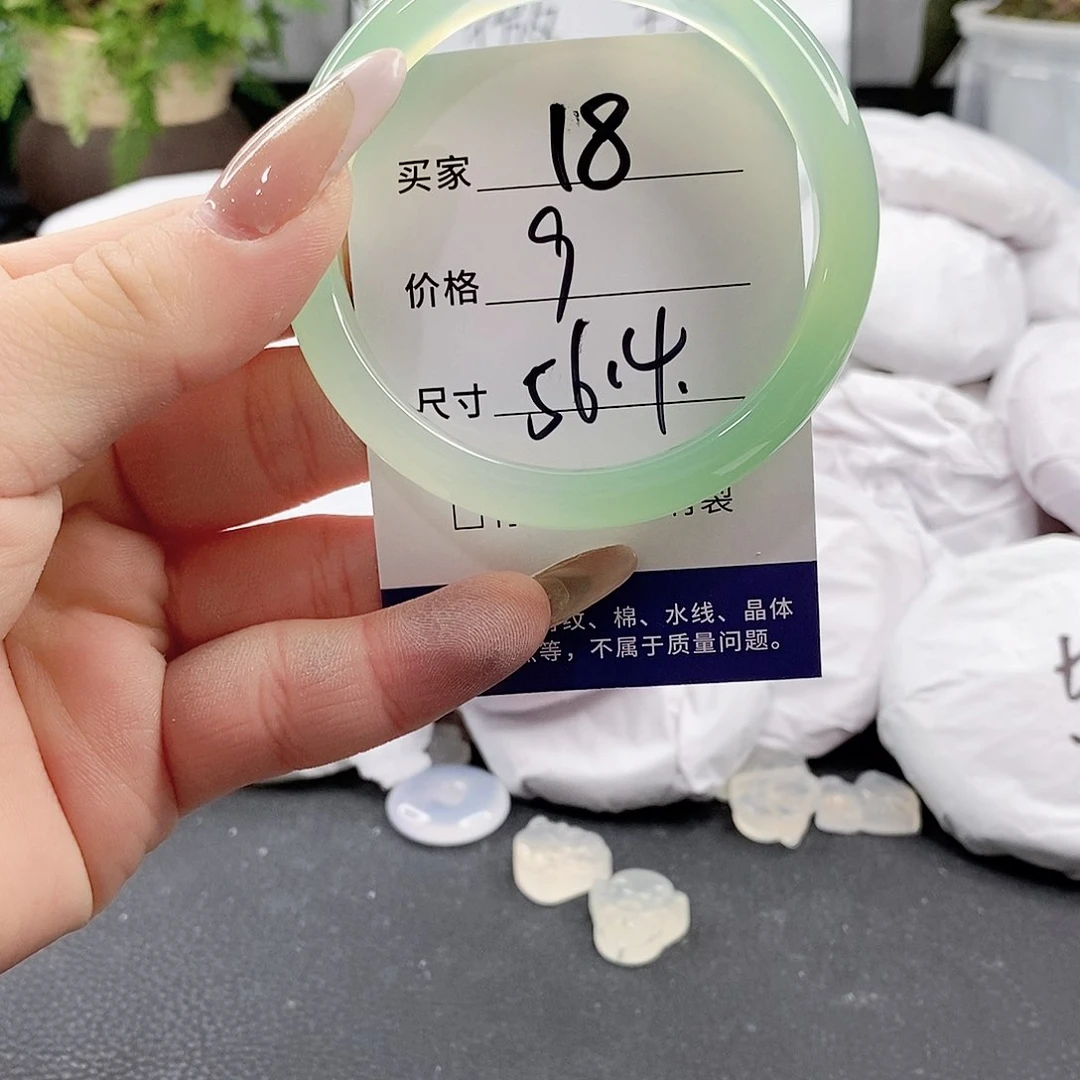 买家 18
价格 9
尺寸 56.4.
纹、棉、水线、晶体
等，不属于质量问题。